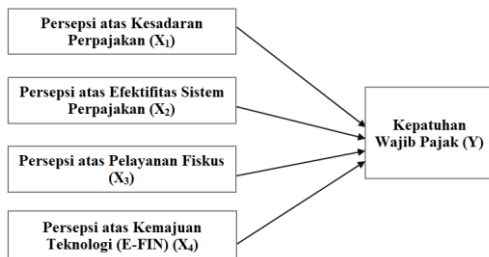 Persepsi atas Kesadaran
Perpajakan (X₁)
Persepsi atas Efektifitas Sistem
Perpajakan (X₂)
Persepsi atas Pelayanan Fiskus
(X₃)
Persepsi atas Kemajuan
Teknologi (E-FIN) (X₄)
Kepatuhan
Wajib Pajak (Y)